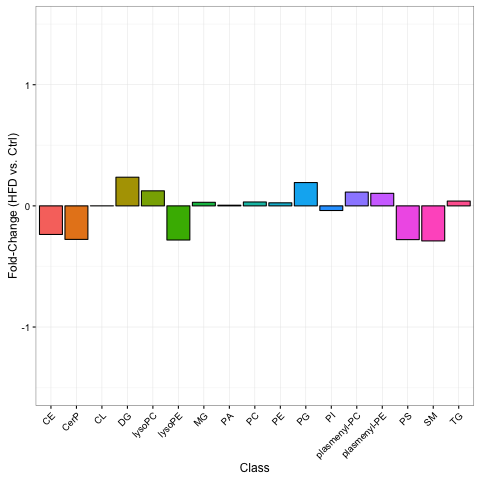 Fold-Change (HFD vs. Ctrl)
1
0
-1
CE
CerP
CL
DG
lysoPC
lysoPE
MG
PA
PC
PE
PG
PI
plasmenyl-PC
plasmenyl-PE
PS
SM
TG
Class